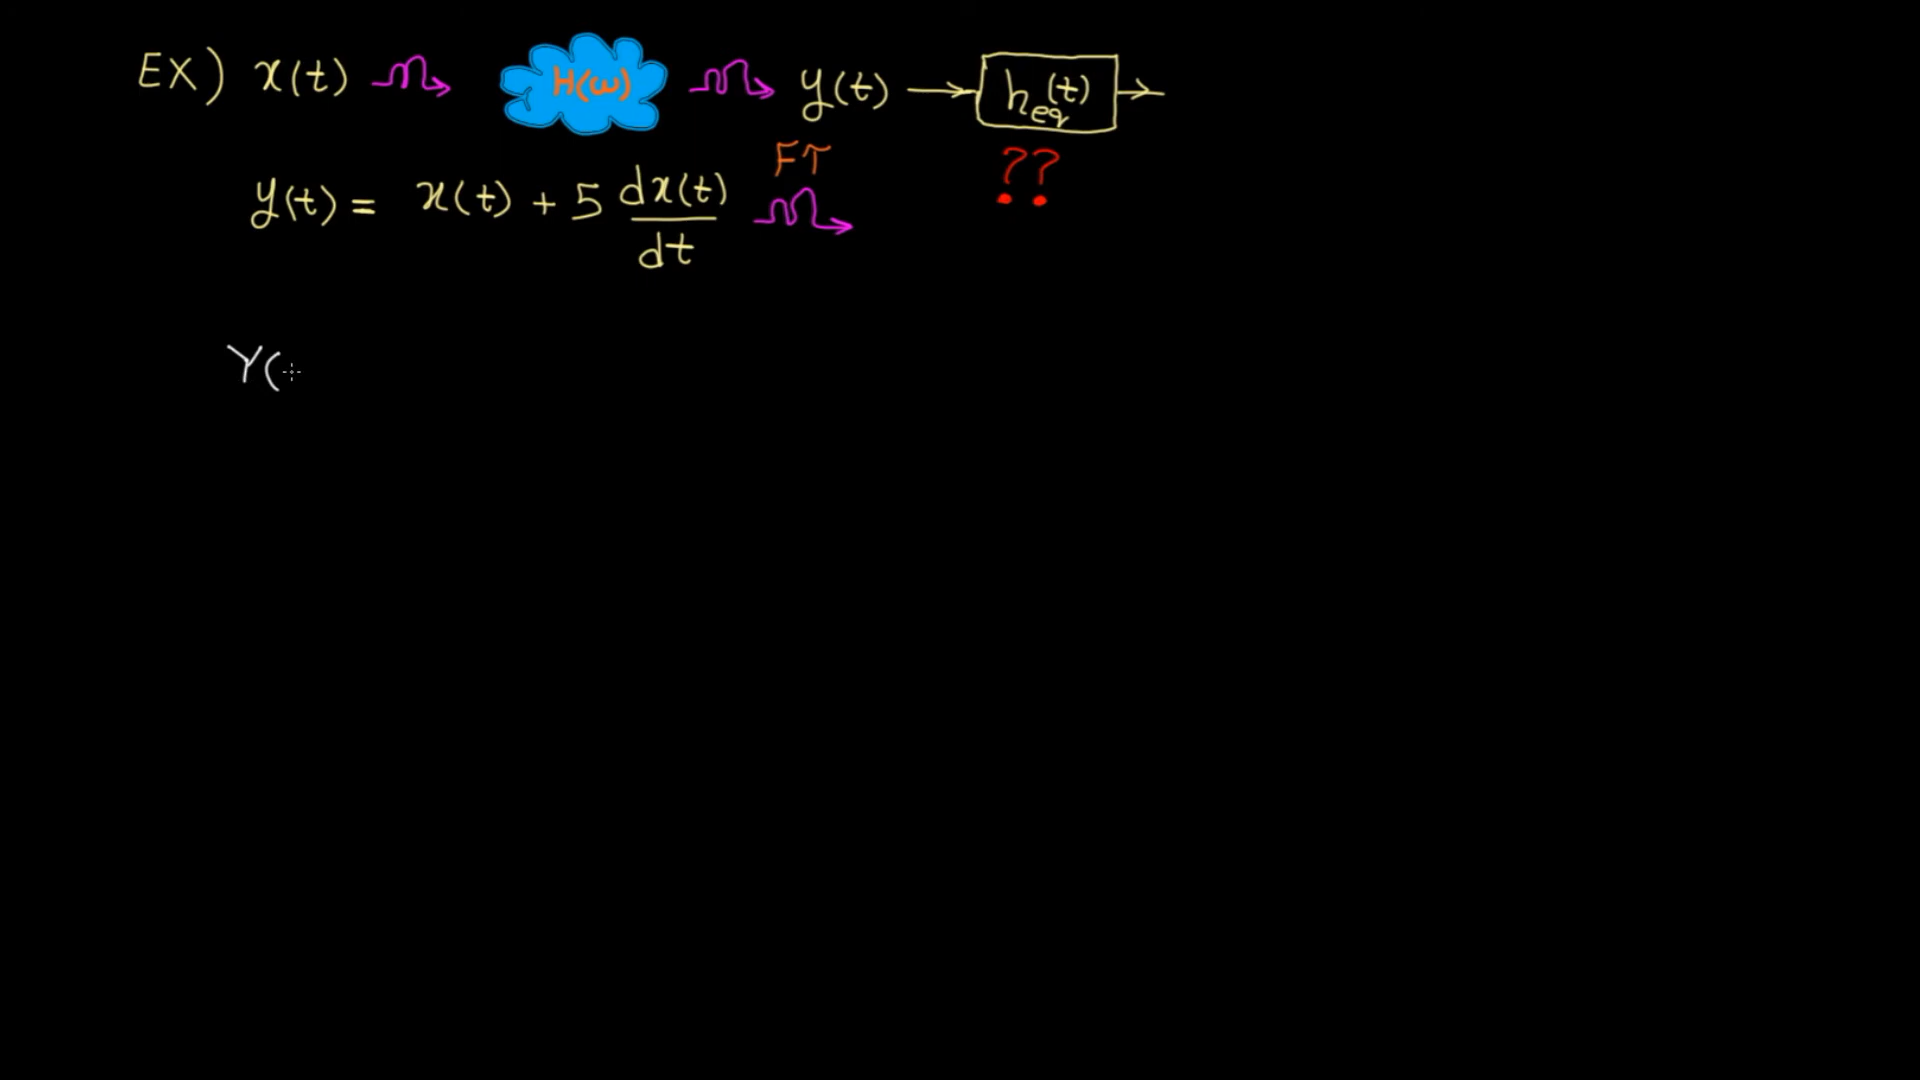 EX) x(t) H(ω) y(t) → h_eq(t) →
FT ??
y(t) = x(t) + 5 dx(t)/dt
Y(